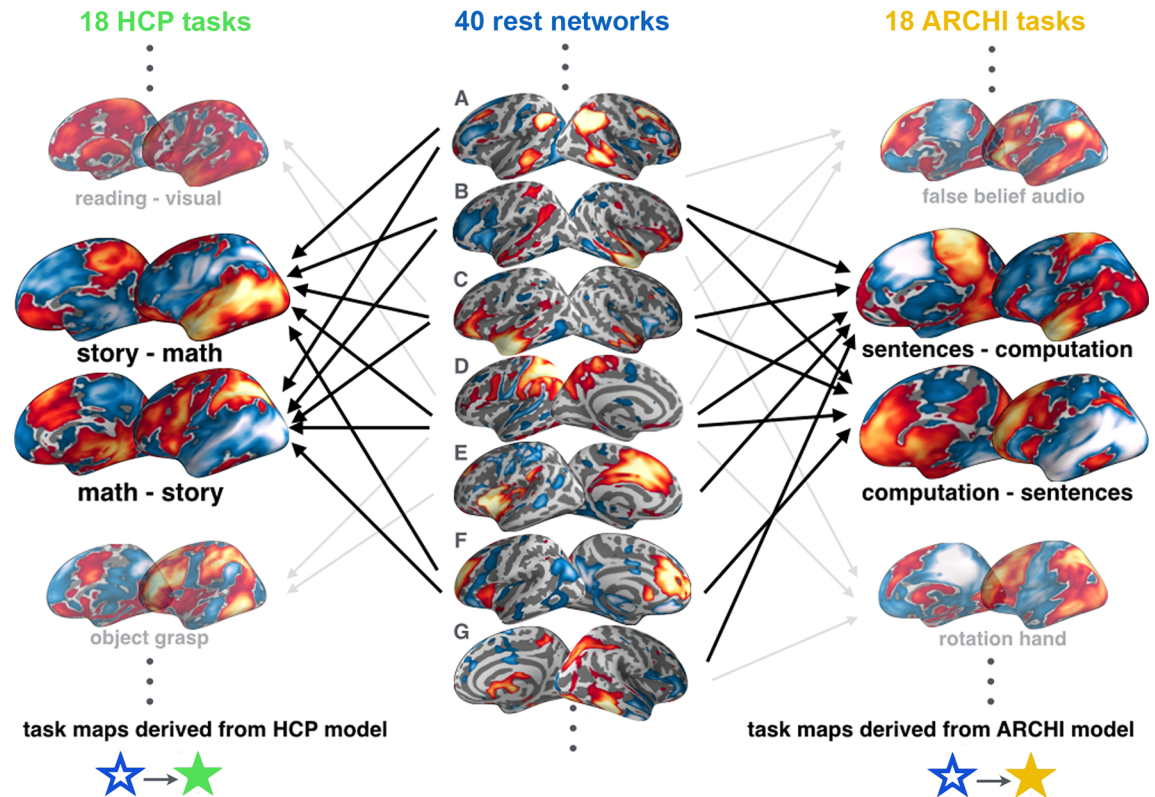 18 HCP tasks
40 rest networks
18 ARCHI tasks
A
reading - visual
false belief audio
B
C
story - math
sentences - computation
D
E
math - story
computation - sentences
F
G
object grasp
rotation hand
task maps derived from HCP model
task maps derived from ARCHI model